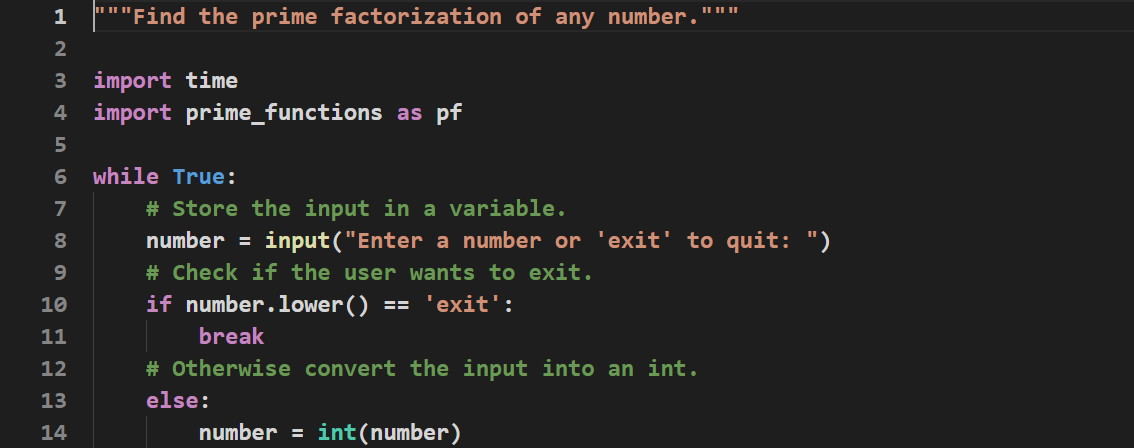 1 """Find the prime factorization of any number."""
2
3 import time
4 import prime_functions as pf
5
6 while True:
7     # Store the input in a variable.
8     number = input("Enter a number or 'exit' to quit: ")
9     # Check if the user wants to exit.
10     if number.lower() == 'exit':
11         break
12     # Otherwise convert the input into an int.
13     else:
14         number = int(number)